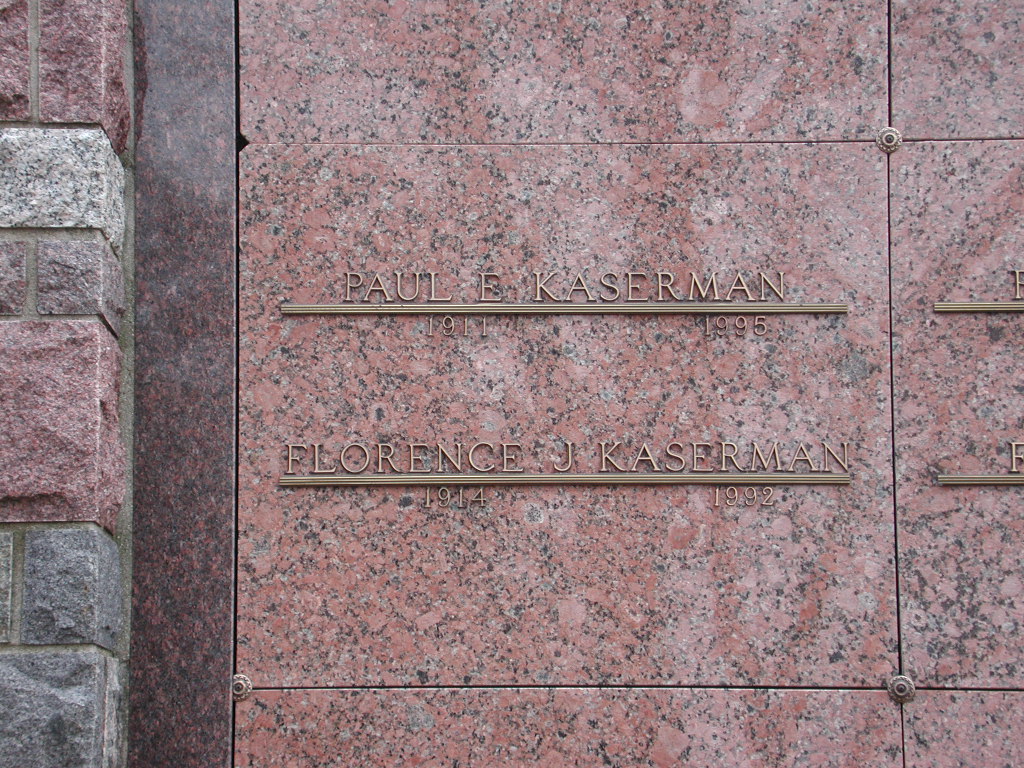 PAUL E KASERMAN
1911 1995
FLORENCE J KASERMAN
1914 1992